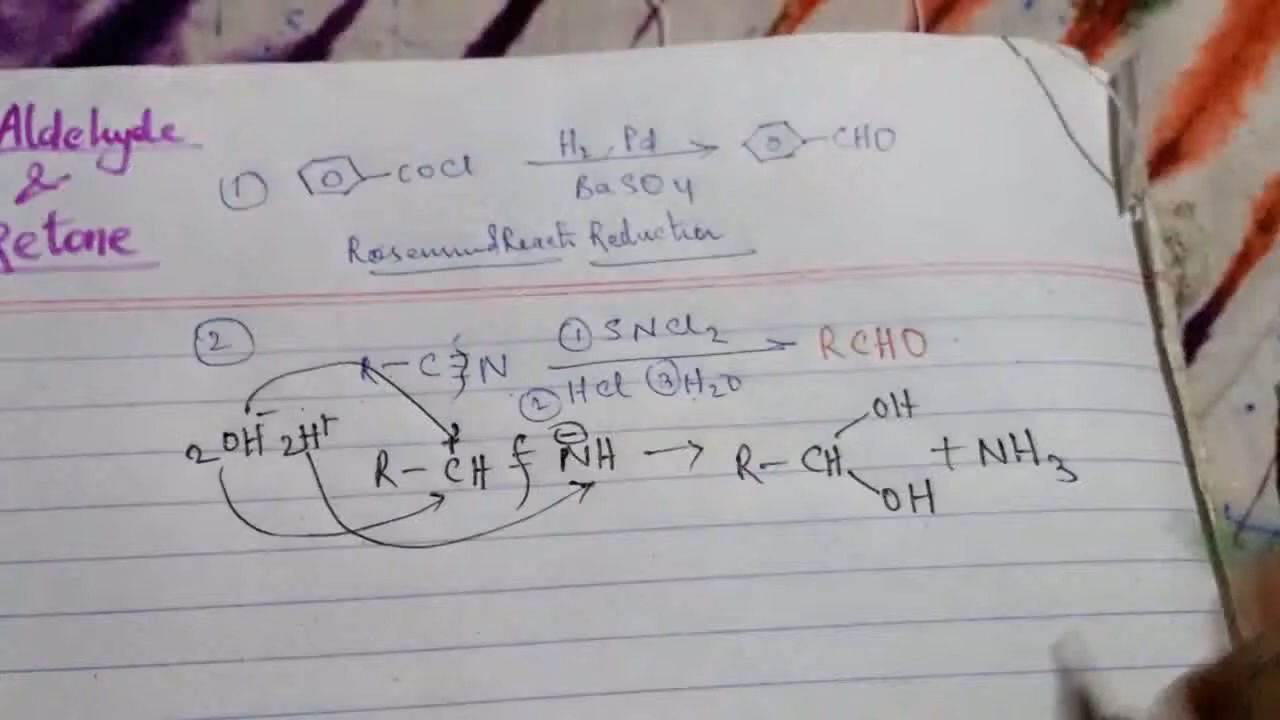 Aldehyde
&
Ketone
① COCl H2, Pd BaSO4 CHO
Rosenmund Reacti Reduction
② R-C≡N ① SNCl2 ② HCl ③ H2O RCHO
2OH⁻ 2H⁺ R-CH NH → R-CH OH OH + NH3